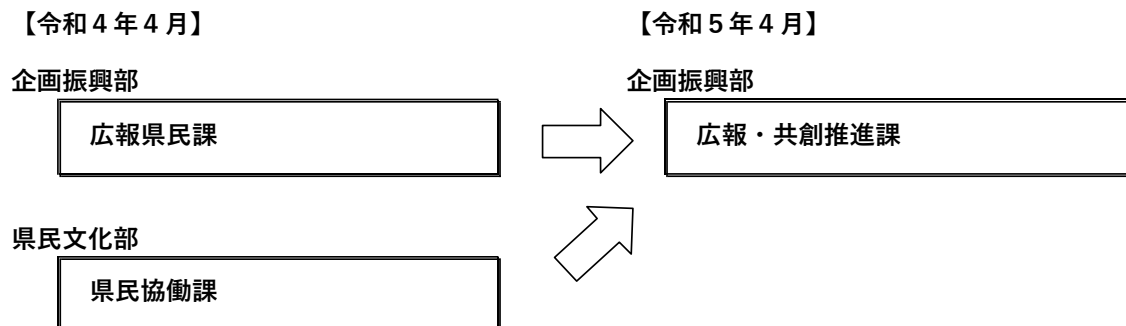 【令和４年４月】
【令和５年４月】
企画振興部
企画振興部
広報県民課
広報・共創推進課
県民文化部
県民協働課